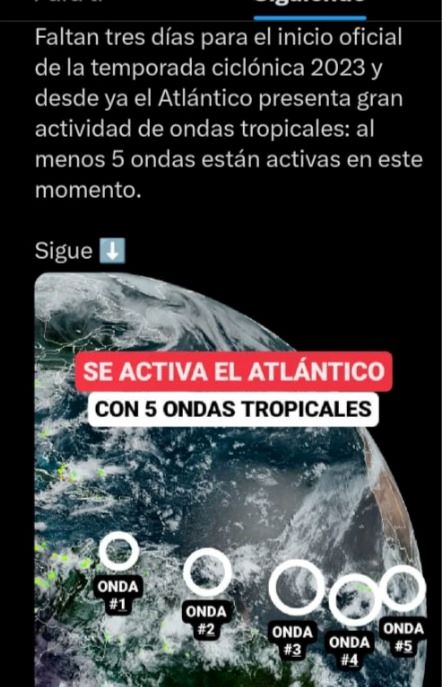 Siguiendo
Faltan tres días para el inicio oficial
de la temporada ciclónica 2023 y
desde ya el Atlántico presenta gran
actividad de ondas tropicales: al
menos 5 ondas están activas en este
momento.
Sigue ⬇️
SE ACTIVA EL ATLÁNTICO
CON 5 ONDAS TROPICALES
ONDA
#1
ONDA
#2
ONDA
#3
ONDA
#4
ONDA
#5